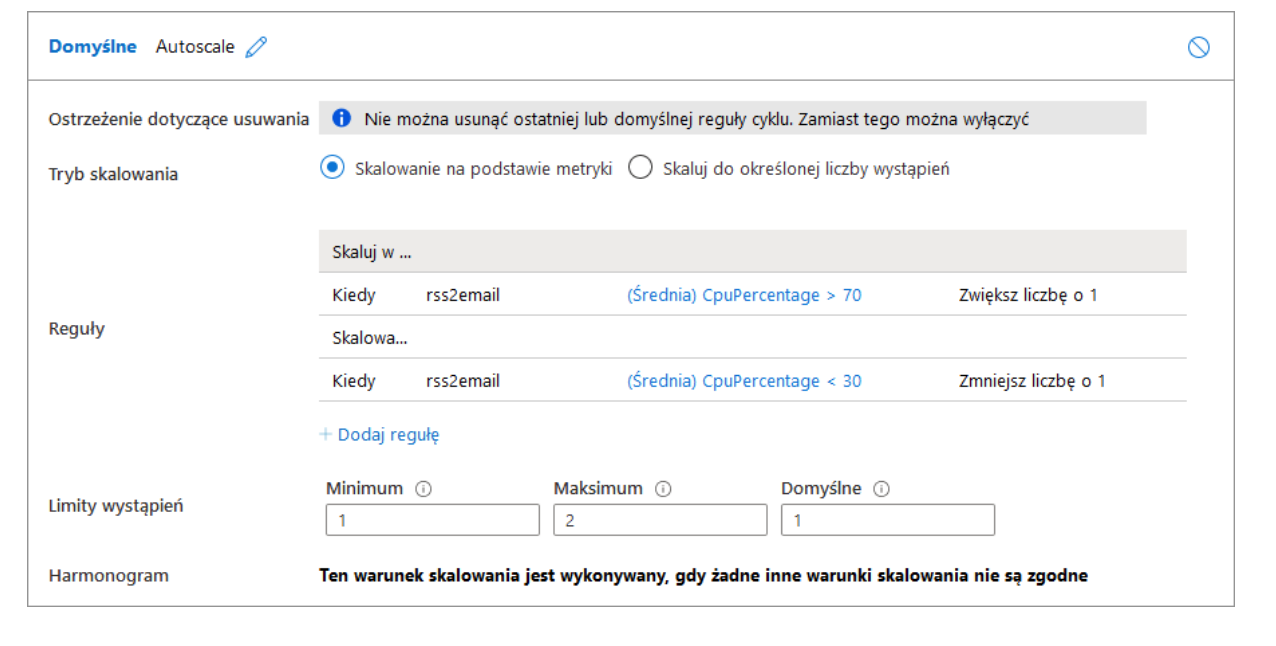 Domyślne Autoscale
Ostrzeżenie dotyczące usuwania Nie można usunąć ostatniej lub domyślnej reguły cyklu. Zamiast tego można wyłączyć
Tryb skalowania Skalowanie na podstawie metryki Skaluj do określonej liczby wystąpień
Skaluj w ...
Kiedy rss2email (Średnia) CpuPercentage > 70 Zwiększ liczbę o 1
Reguły
Skalowa...
Kiedy rss2email (Średnia) CpuPercentage < 30 Zmniejsz liczbę o 1
+ Dodaj regułę
Minimum Maksimum Domyślne
Limity wystąpień
1 2 1
Harmonogram Ten warunek skalowania jest wykonywany, gdy żadne inne warunki skalowania nie są zgodne